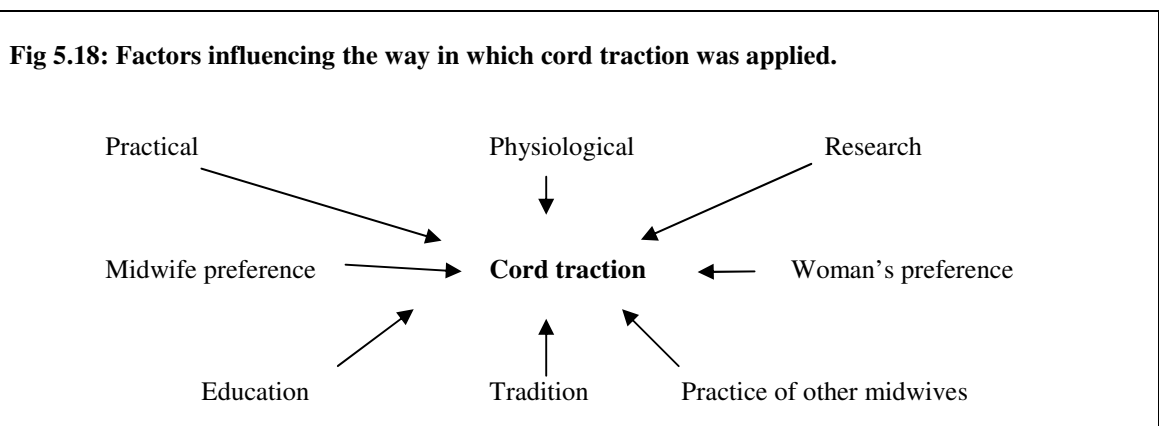 Fig 5.18: Factors influencing the way in which cord traction was applied.
Practical Physiological Research
Midwife preference Cord traction Woman’s preference
Education Tradition Practice of other midwives